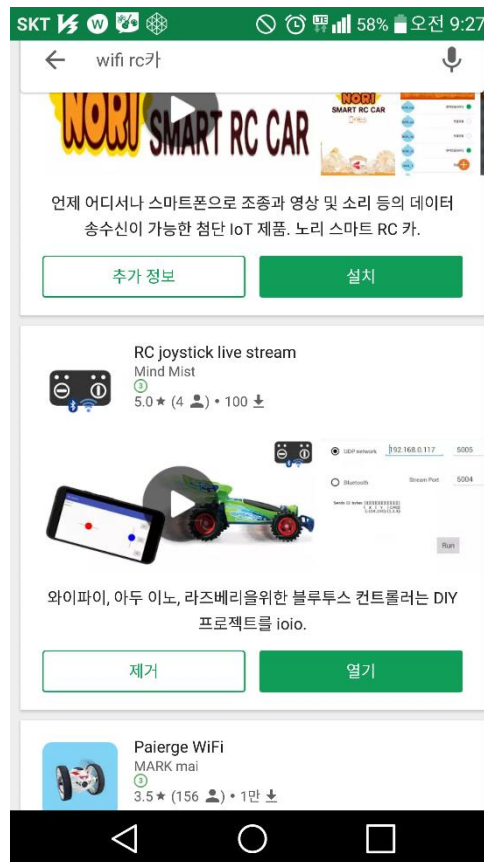 SKT 58% 오전 9:27
wifi rc카
NORI SMART RC CAR
NORI
SMART RC CAR
언제 어디서나 스마트폰으로 조종과 영상 및 소리 등의 데이터
송수신이 가능한 첨단 IoT 제품. 노리 스마트 RC 카.
추가 정보 설치
RC joystick live stream
Mind Mist
3
5.0★ (4 ) • 100
UDP network 192.168.0.117 5005
Bluetooth Stream Port 5004
Run
와이파이, 아두 이노, 라즈베리을위한 블루투스 컨트롤러는 DIY
프로젝트를 ioio.
제거 열기
Paierge WiFi
MARK mai
3
3.5★ (156 ) • 1만